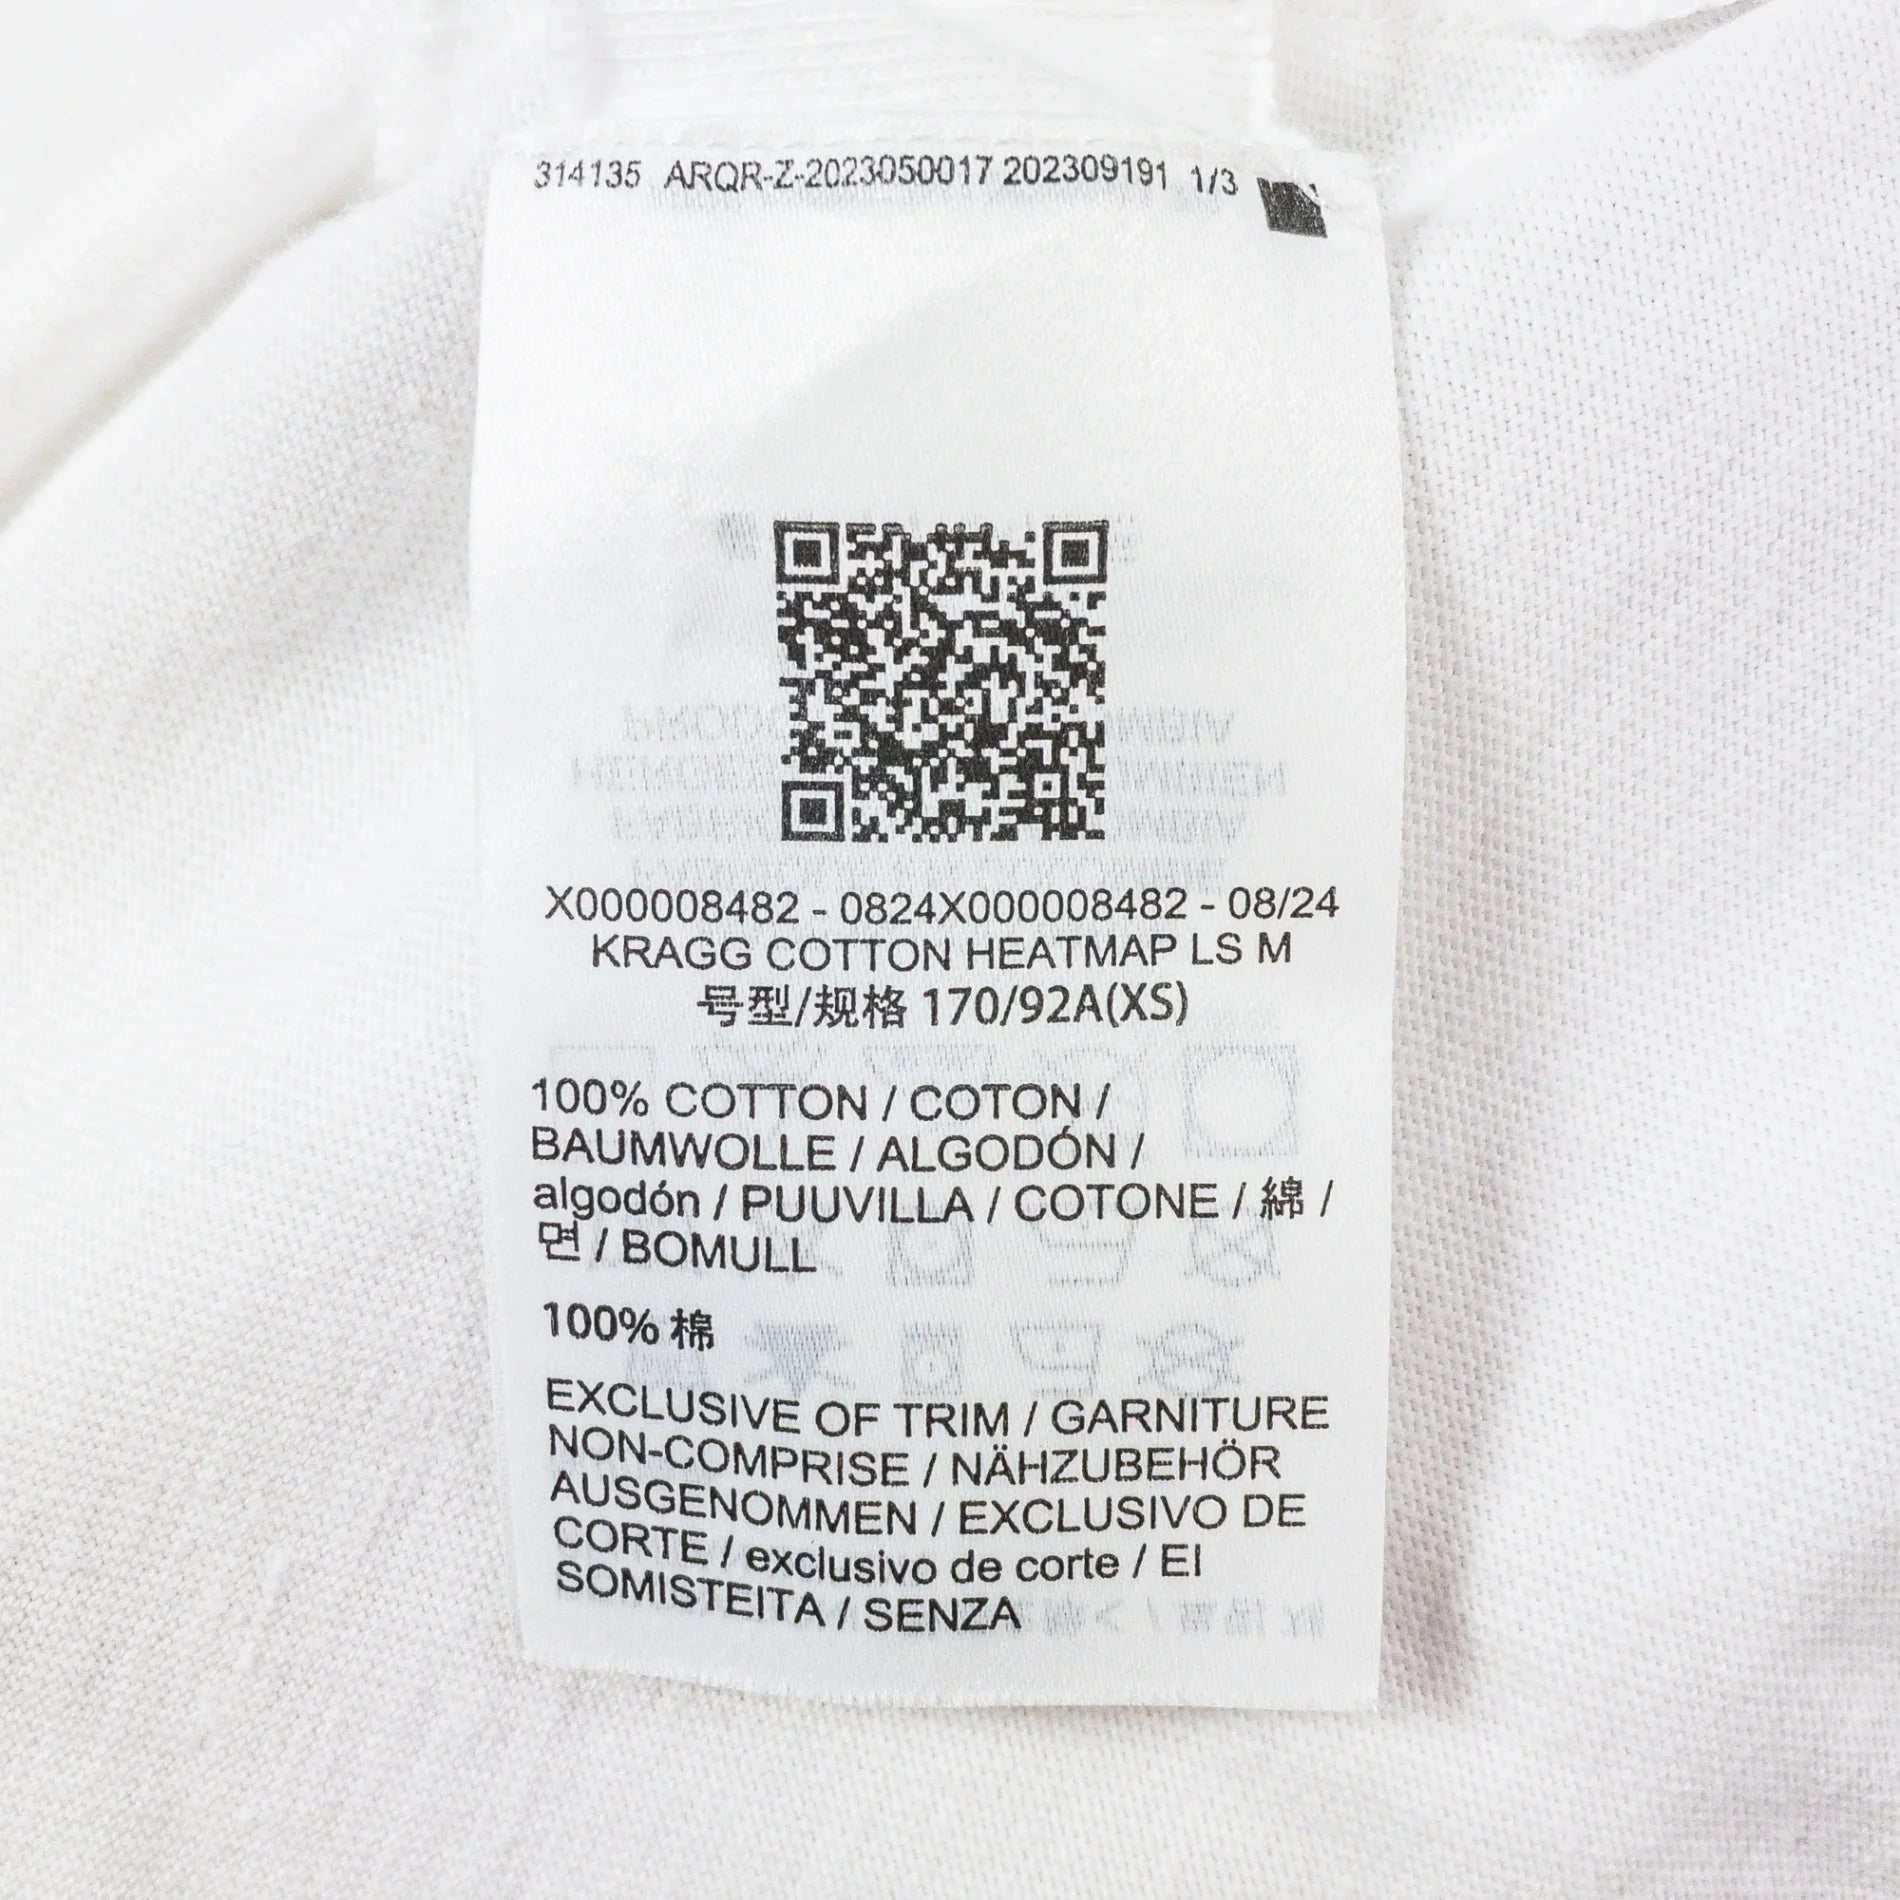 314135 ARQR-Z-2023050017 202309191 1/3
X000008482 - 0824X000008482 - 08/24
KRAGG COTTON HEATMAP LS M
号型/规格 170/92A(XS)
100% COTTON / COTON /
BAUMWOLLE / ALGODÓN /
algodón / PUUVILLA / COTONE / 綿 /
면 / BOMULL
100% 棉
EXCLUSIVE OF TRIM / GARNITURE
NON-COMPRISE / NÄHZUBEHÖR
AUSGENOMMEN / EXCLUSIVO DE
CORTE / exclusivo de corte / EI
SOMISTEITA / SENZA